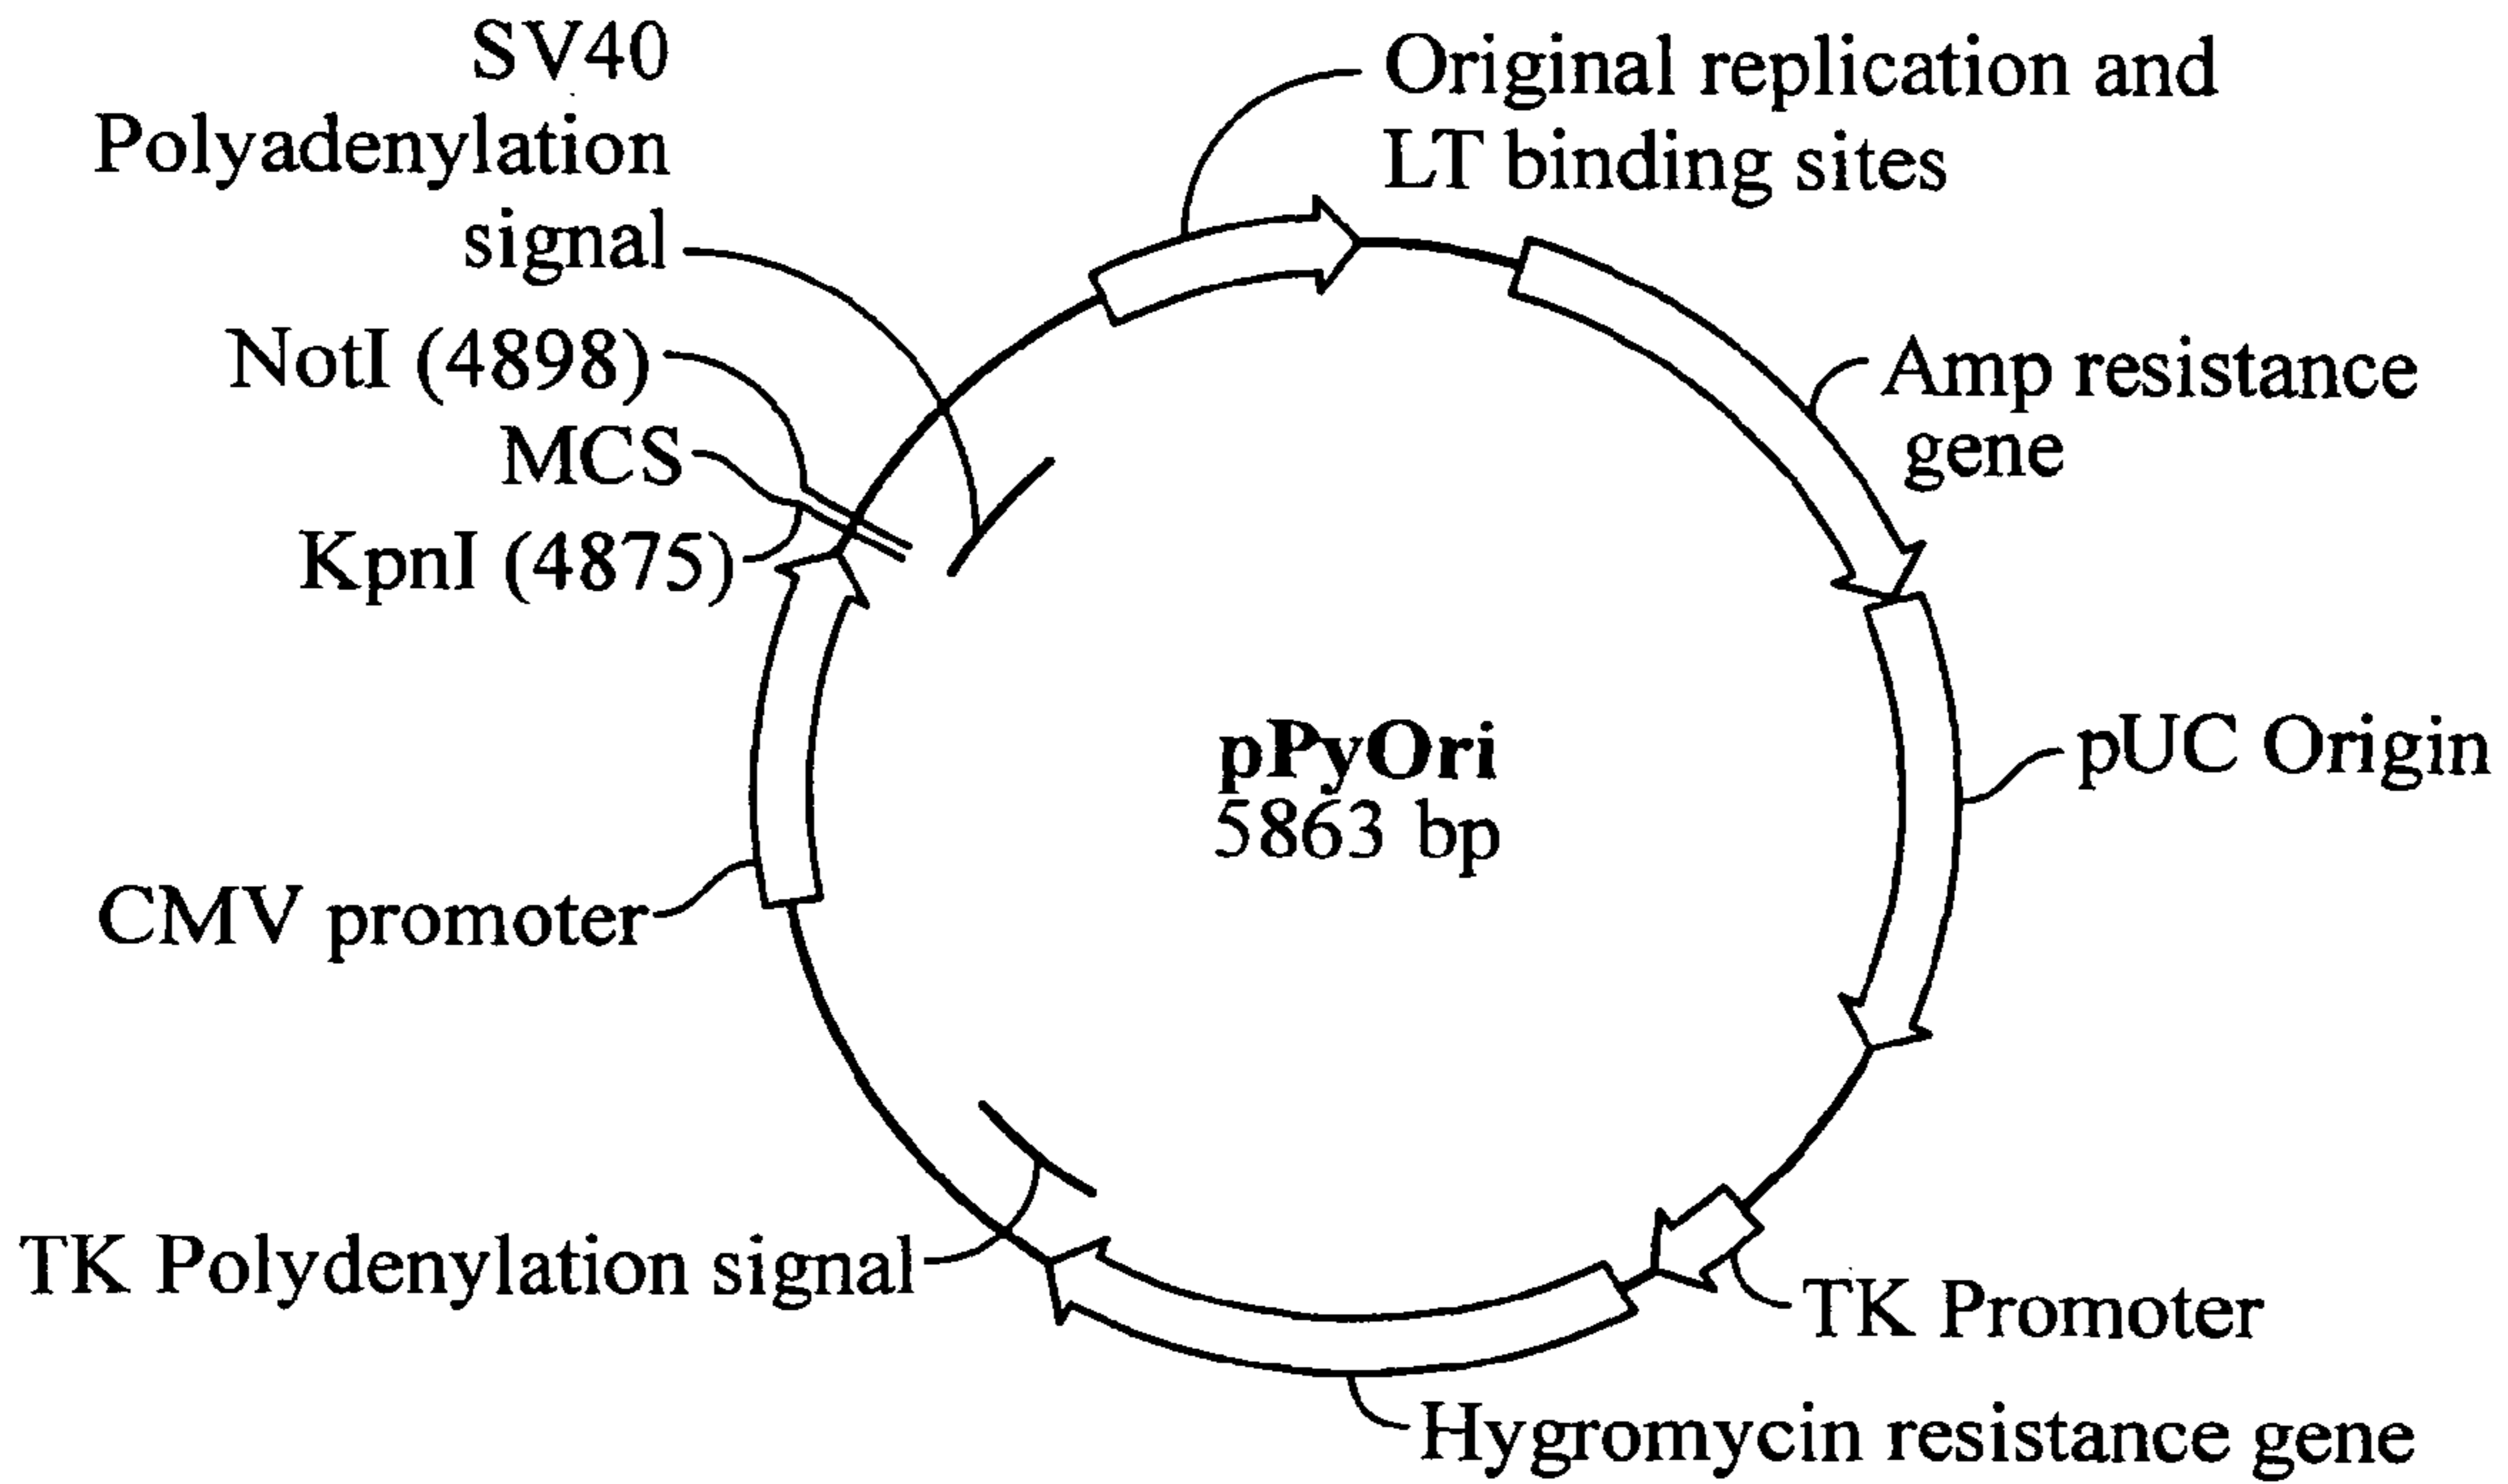 SV40
Polyadenylation
signal
NotI (4898)
MCS
KpnI (4875)
CMV promoter
TK Polydenylation signal
Original replication and
LT binding sites
Amp resistance
gene
pUC Origin
TK Promoter
Hygromycin resistance gene
pPyOri
5863 bp